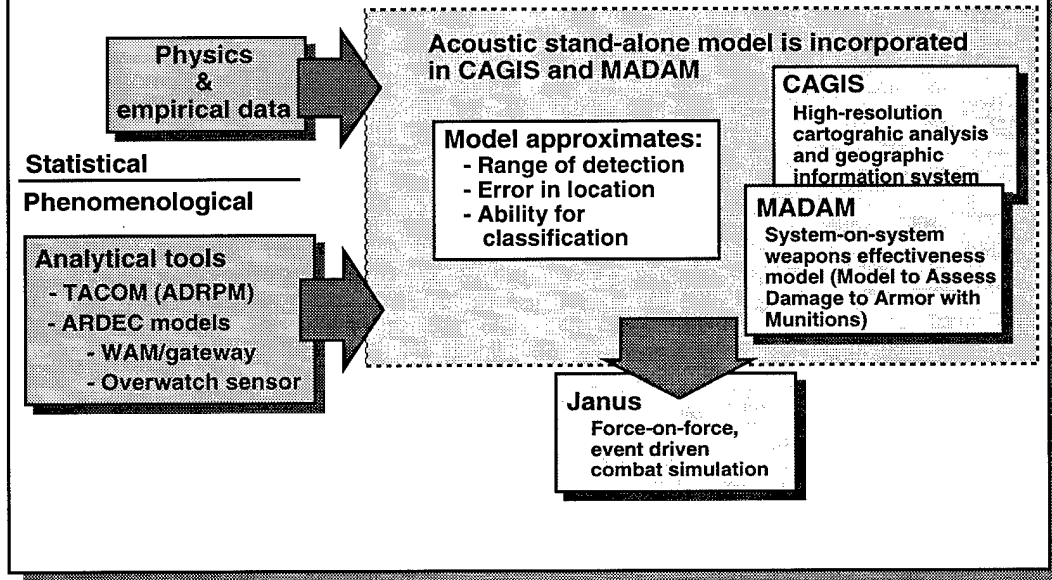 Physics
&
empirical data
Statistical
Phenomenological
Analytical tools
- TACOM (ADRPM)
- ARDEC models
- WAM/gateway
- Overwatch sensor
Acoustic stand-alone model is incorporated
in CAGIS and MADAM
Model approximates:
- Range of detection
- Error in location
- Ability for
classification
CAGIS
High-resolution
cartograhic analysis
and geographic
information system
MADAM
System-on-system
weapons effectiveness
model (Model to Assess
Damage to Armor with
Munitions)
Janus
Force-on-force,
event driven
combat simulation